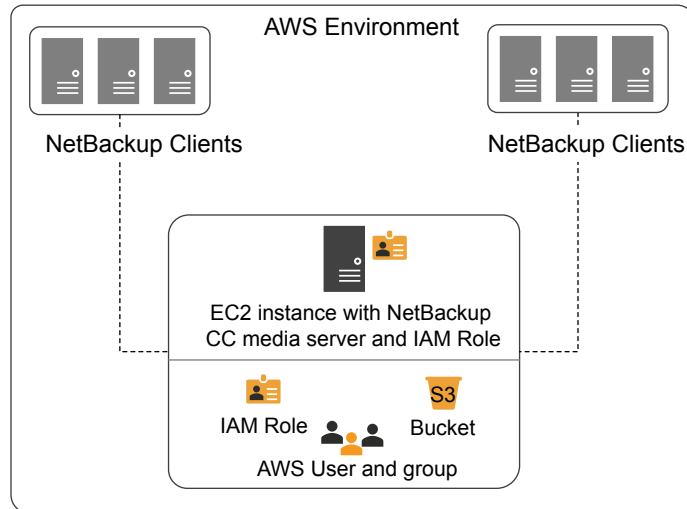 AWS Environment
NetBackup Clients
NetBackup Clients
EC2 instance with NetBackup
CC media server and IAM Role
IAM Role
S3
Bucket
AWS User and group